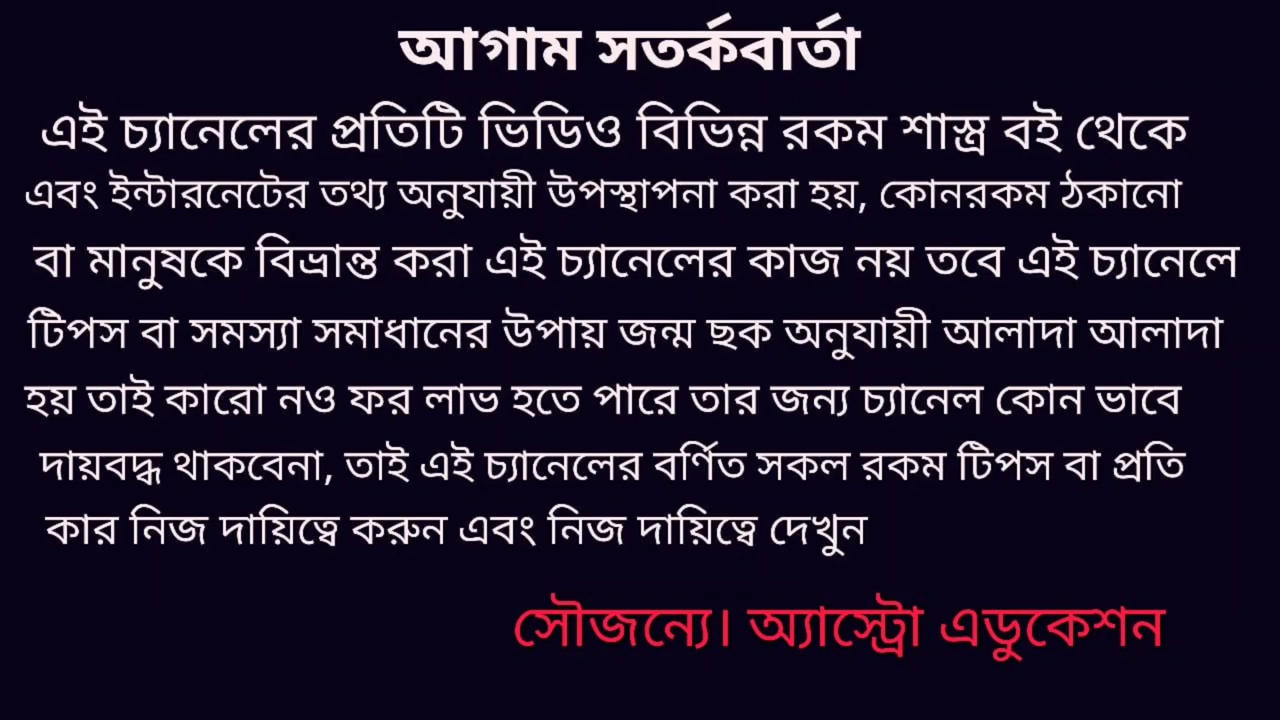 আগাম সতর্কবার্তা
এই চ্যানেলের প্রতিটি ভিডিও বিভিন্ন রকম শাস্ত্র বই থেকে
এবং ইন্টারনেটের তথ্য অনুযায়ী উপস্থাপনা করা হয়, কোনরকম ঠকানো
বা মানুষকে বিভ্রান্ত করা এই চ্যানেলের কাজ নয় তবে এই চ্যানেলে
টিপস বা সমস্যা সমাধানের উপায় জন্ম ছক অনুযায়ী আলাদা আলাদা
হয় তাই কারো নও ফর লাভ হতে পারে তার জন্য চ্যানেল কোন ভাবে
দায়বদ্ধ থাকবেনা, তাই এই চ্যানেলের বর্ণিত সকল রকম টিপস বা প্রতি
কার নিজ দায়িত্বে করুন এবং নিজ দায়িত্বে দেখুন
সৌজন্যে। অ্যাস্ট্রো এডুকেশন